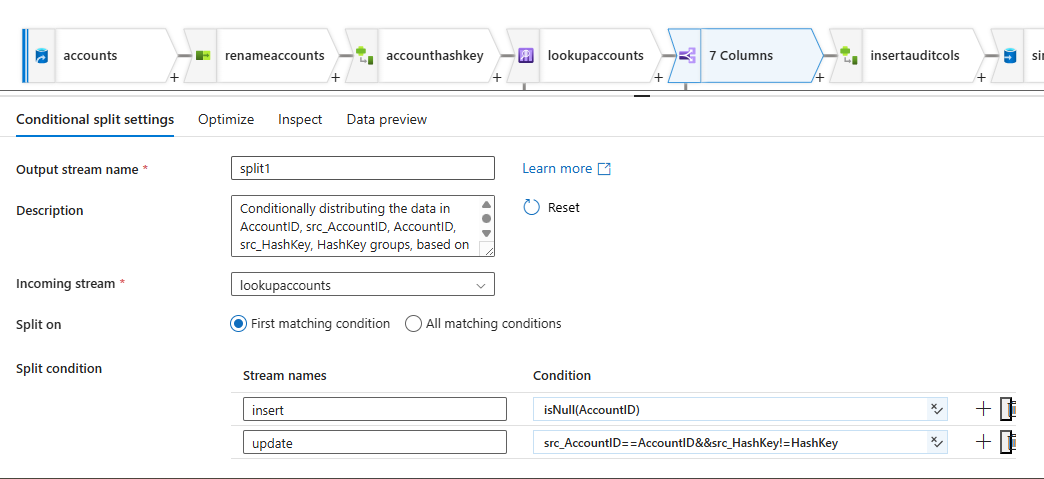 accounts
+
renameaccounts
+
accounthashkey
+
lookupaccounts
+
7 Columns
+
insertauditcols
+
Conditional split settings
Optimize
Inspect
Data preview
Output stream name *
split1
Learn more
Description
Conditionally distributing the data in
AccountID, src_AccountID, AccountID,
src_HashKey, HashKey groups, based on
Reset
Incoming stream *
lookupaccounts
Split on
First matching condition
All matching conditions
Split condition
Stream names
Condition
insert
isNull(AccountID)
+
update
src_AccountID==AccountID&&src_HashKey!=HashKey
+